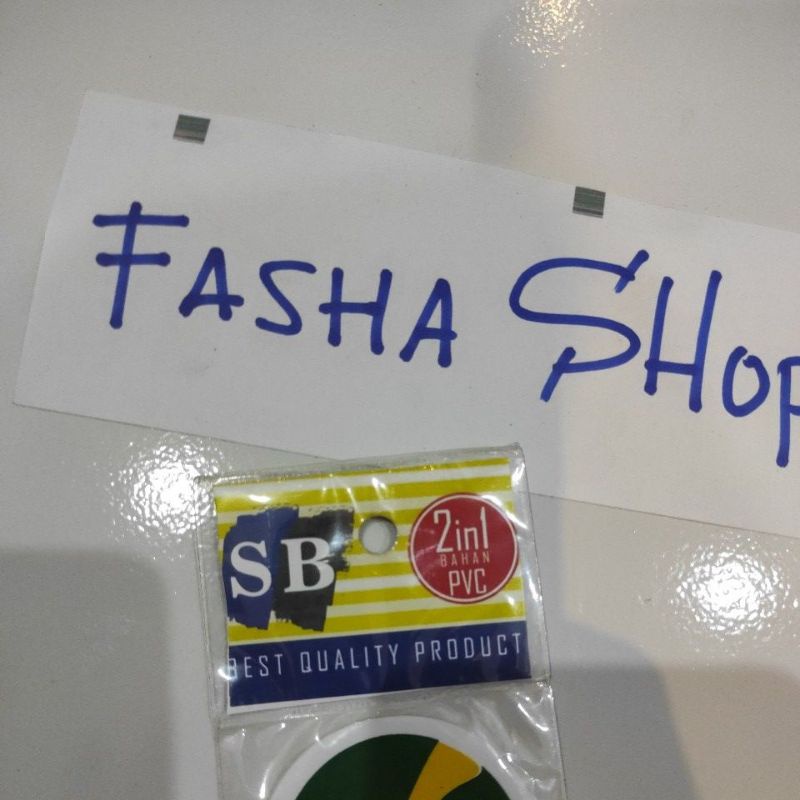 FASHA SHOP
SB
2in1
BAHAN
PVC
BEST QUALITY PRODUCT